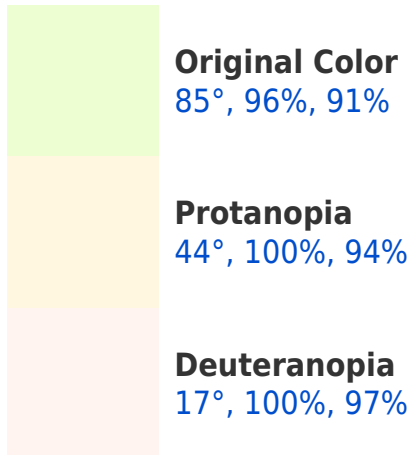 Original Color
85°, 96%, 91%
Protanopia
44°, 100%, 94%
Deuteranopia
17°, 100%, 97%